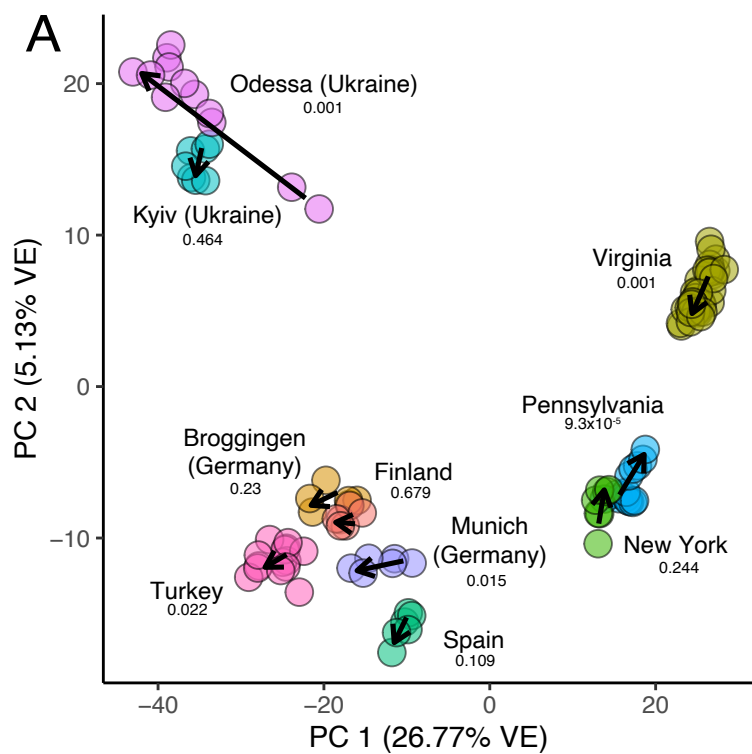 A
Odessa (Ukraine)
0.001
Kyiv (Ukraine)
0.464
Virginia
0.001
Pennsylvania
9.3x10-5
Broggingen
(Germany)
0.23
Finland
0.679
Munich
(Germany)
0.015
New York
0.244
Turkey
0.022
Spain
0.109
20
10
0
−10
PC 2 (5.13% VE)
−40
−20
0
20
PC 1 (26.77% VE)